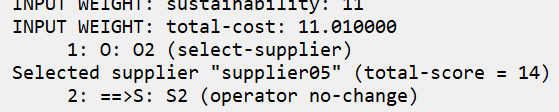 INPUT WEIGHT: sustainability: 11
INPUT WEIGHT: total-cost: 11.010000
1: O: O2 (select-supplier)
Selected supplier "supplier05" (total-score = 14)
2: ==>S: S2 (operator no-change)